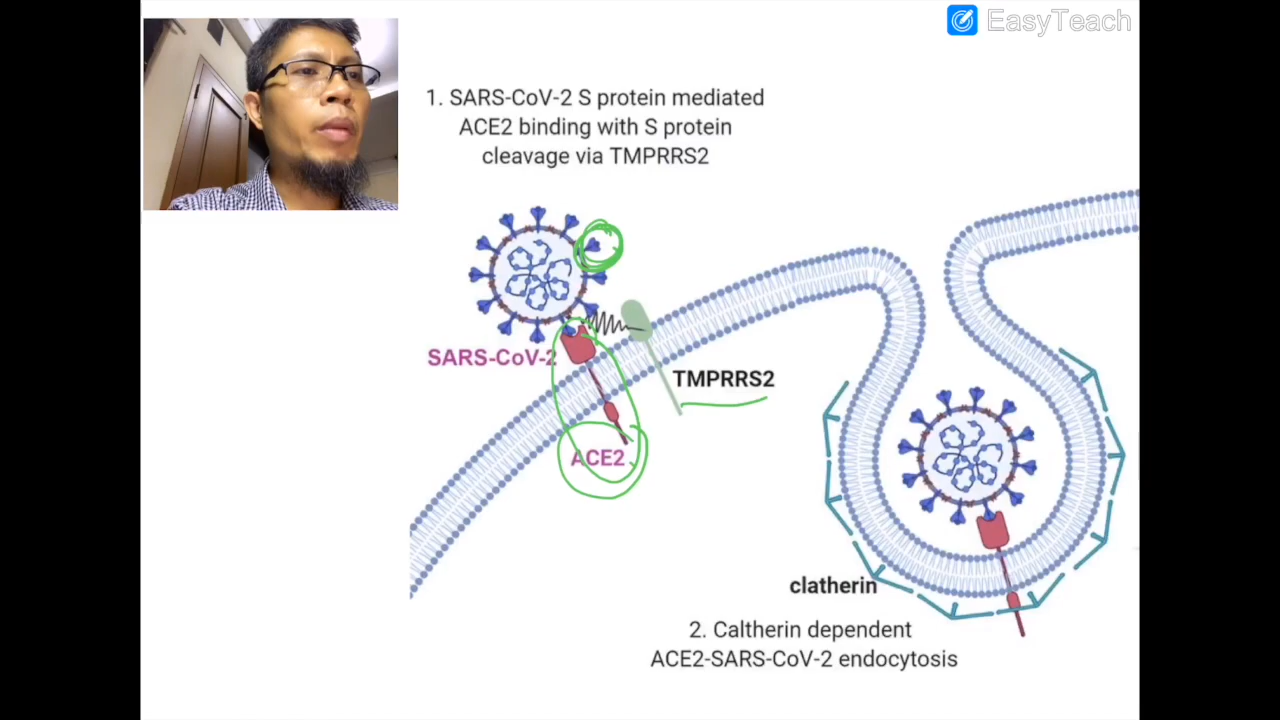 EasyTeach
1. SARS-CoV-2 S protein mediated
ACE2 binding with S protein
cleavage via TMPRRS2
SARS-CoV-2
TMPRRS2
ACE2
clatherin
2. Caltherin dependent
ACE2-SARS-CoV-2 endocytosis